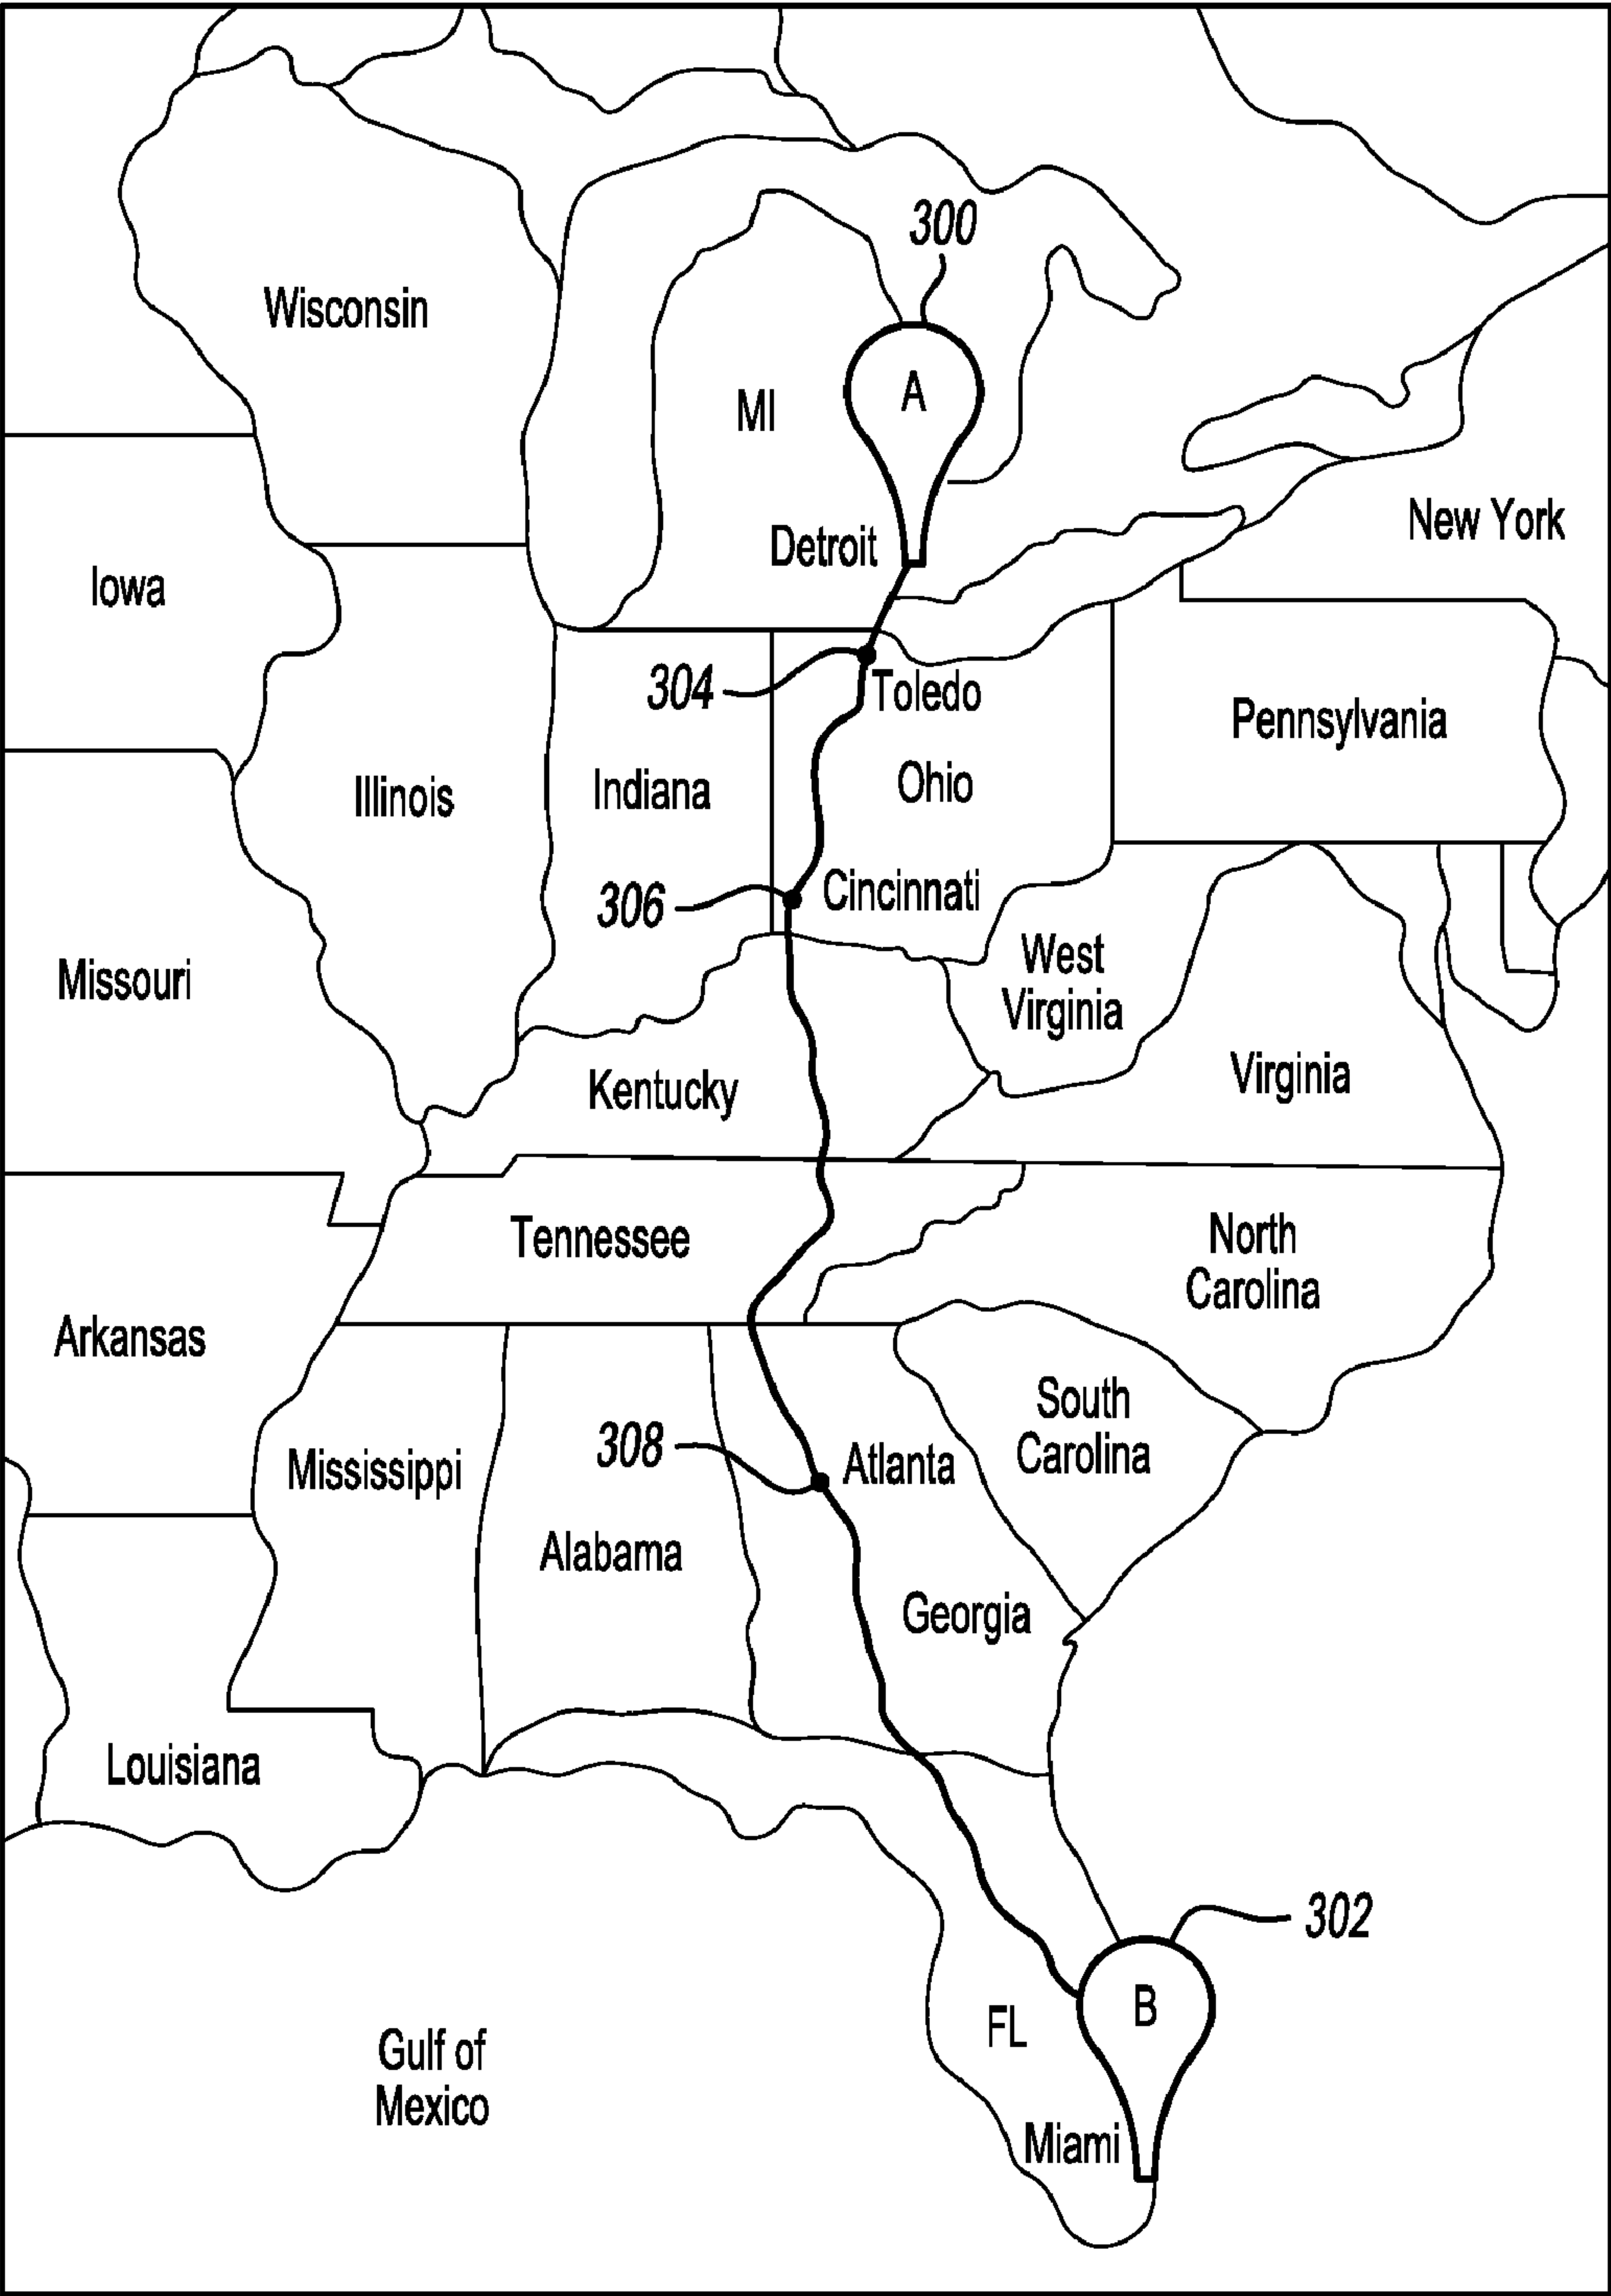 300
Wisconsin
A
MI
New York
Detroit
Iowa
304
Toledo
Pennsylvania
Ohio
Illinois
Indiana
306
Cincinnati
West
Virginia
Missouri
Virginia
Kentucky
Tennessee
North
Carolina
Arkansas
South
Carolina
308
Atlanta
Mississippi
Alabama
Georgia
Louisiana
302
B
FL
Gulf of
Mexico
Miami